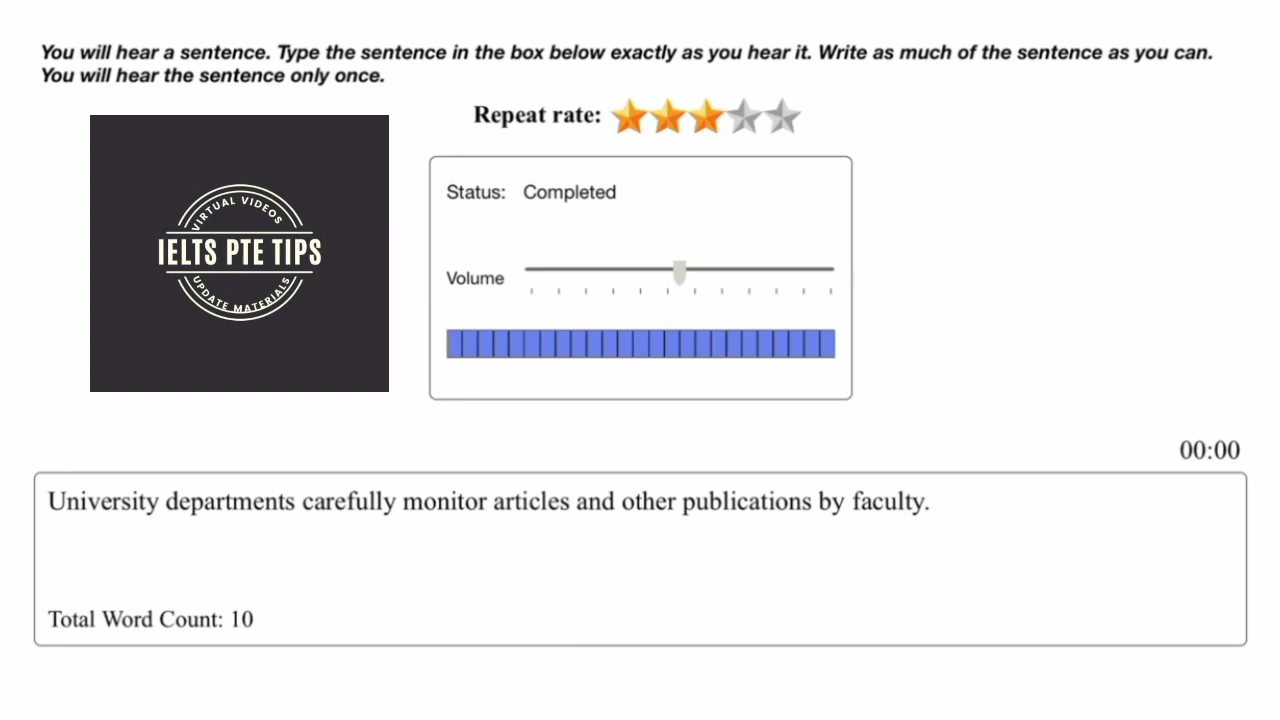 You will hear a sentence. Type the sentence in the box below exactly as you hear it. Write as much of the sentence as you can.
You will hear the sentence only once.
Repeat rate:
VIRTUAL VIDEOS
IELTS PTE TIPS
UPDATE MATERIALS
Status: Completed
Volume
00:00
University departments carefully monitor articles and other publications by faculty.
Total Word Count: 10